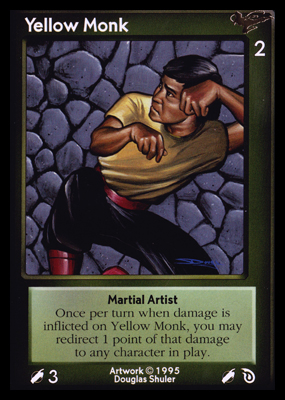 Yellow Monk
2
Martial Artist
Once per turn when damage is
inflicted on Yellow Monk, you may
redirect 1 point of that damage
to any character in play.
3
Artwork © 1995
Douglas Shuler